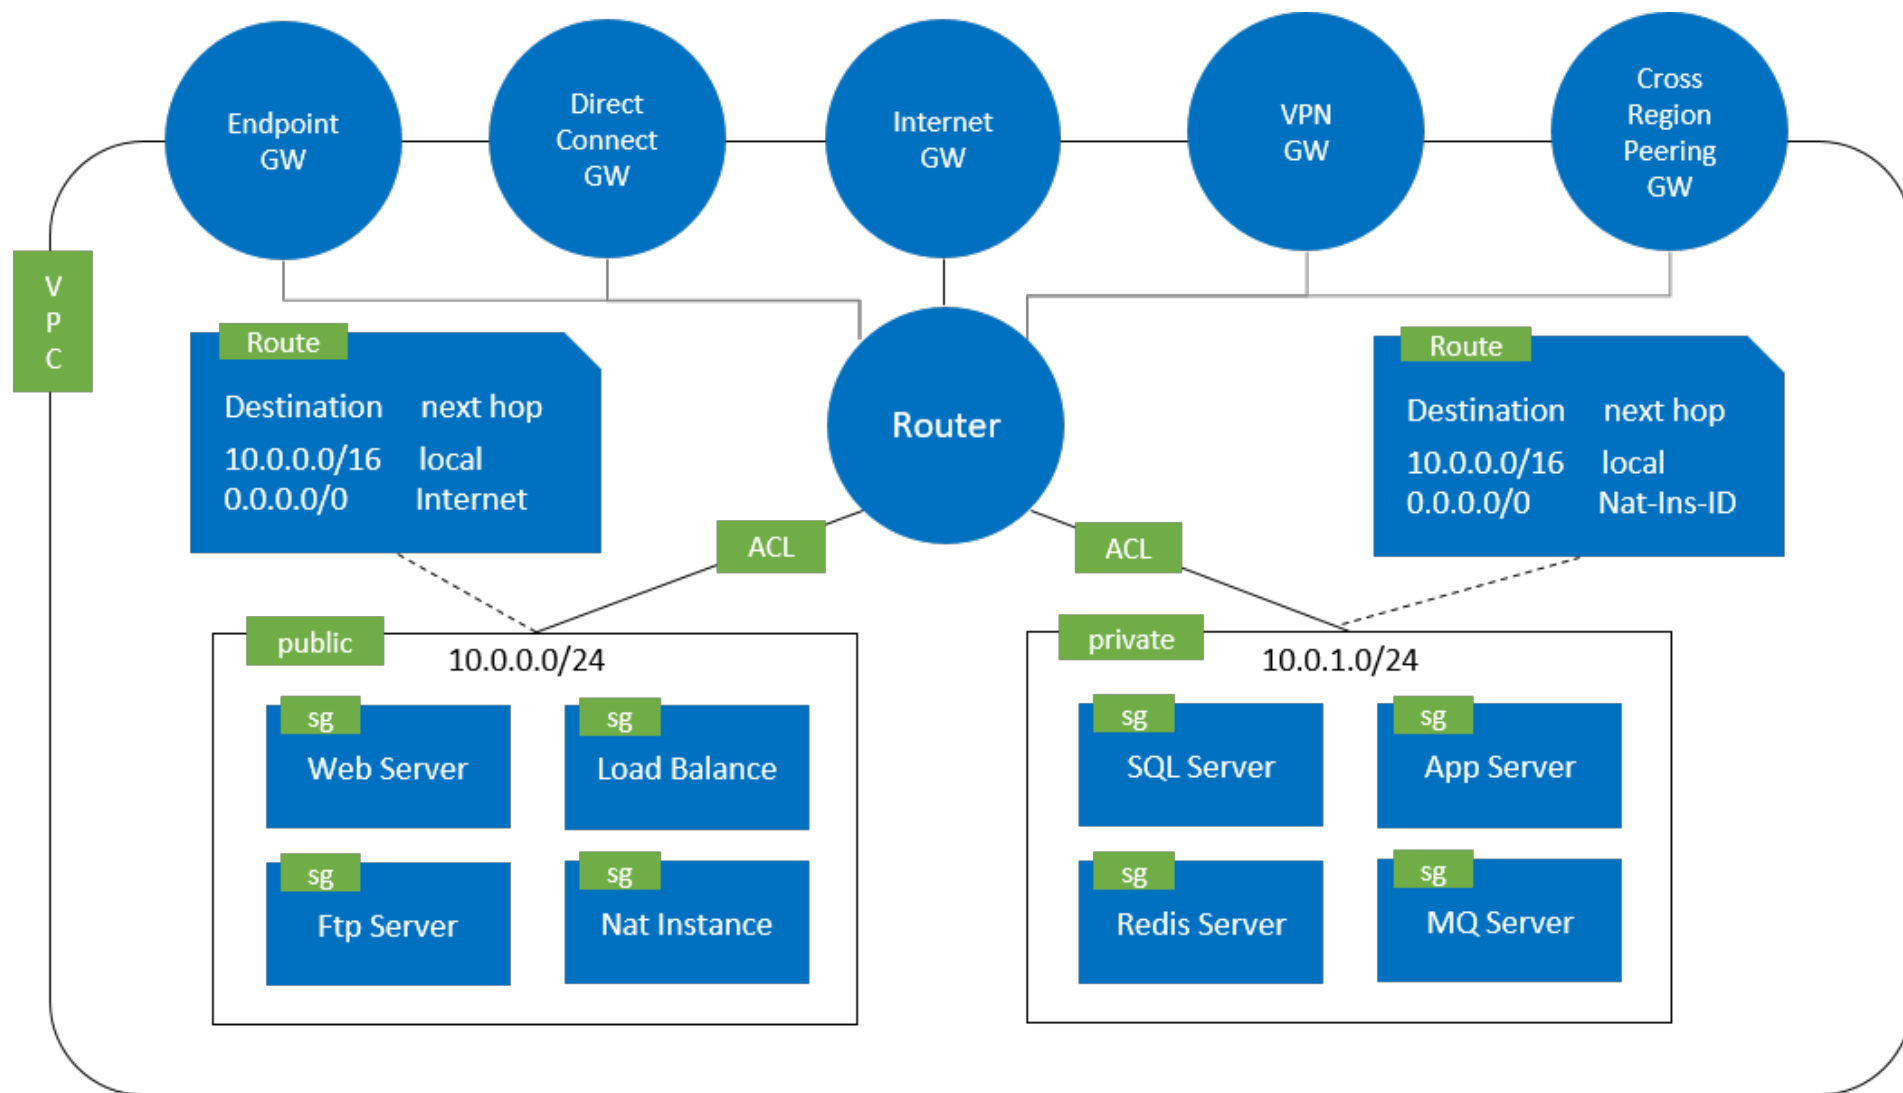 Endpoint
GW
Direct
Connect
GW
Internet
GW
VPN
GW
Cross
Region
Peering
GW
V
P
C
Route
Destination next hop
10.0.0.0/16 local
0.0.0.0/0 Internet
Router
Route
Destination next hop
10.0.0.0/16 local
0.0.0.0/0 Nat-Ins-ID
ACL
ACL
public
10.0.0.0/24
sg
Web Server
sg
Load Balance
sg
Ftp Server
sg
Nat Instance
private
10.0.1.0/24
sg
SQL Server
sg
App Server
sg
Redis Server
sg
MQ Server